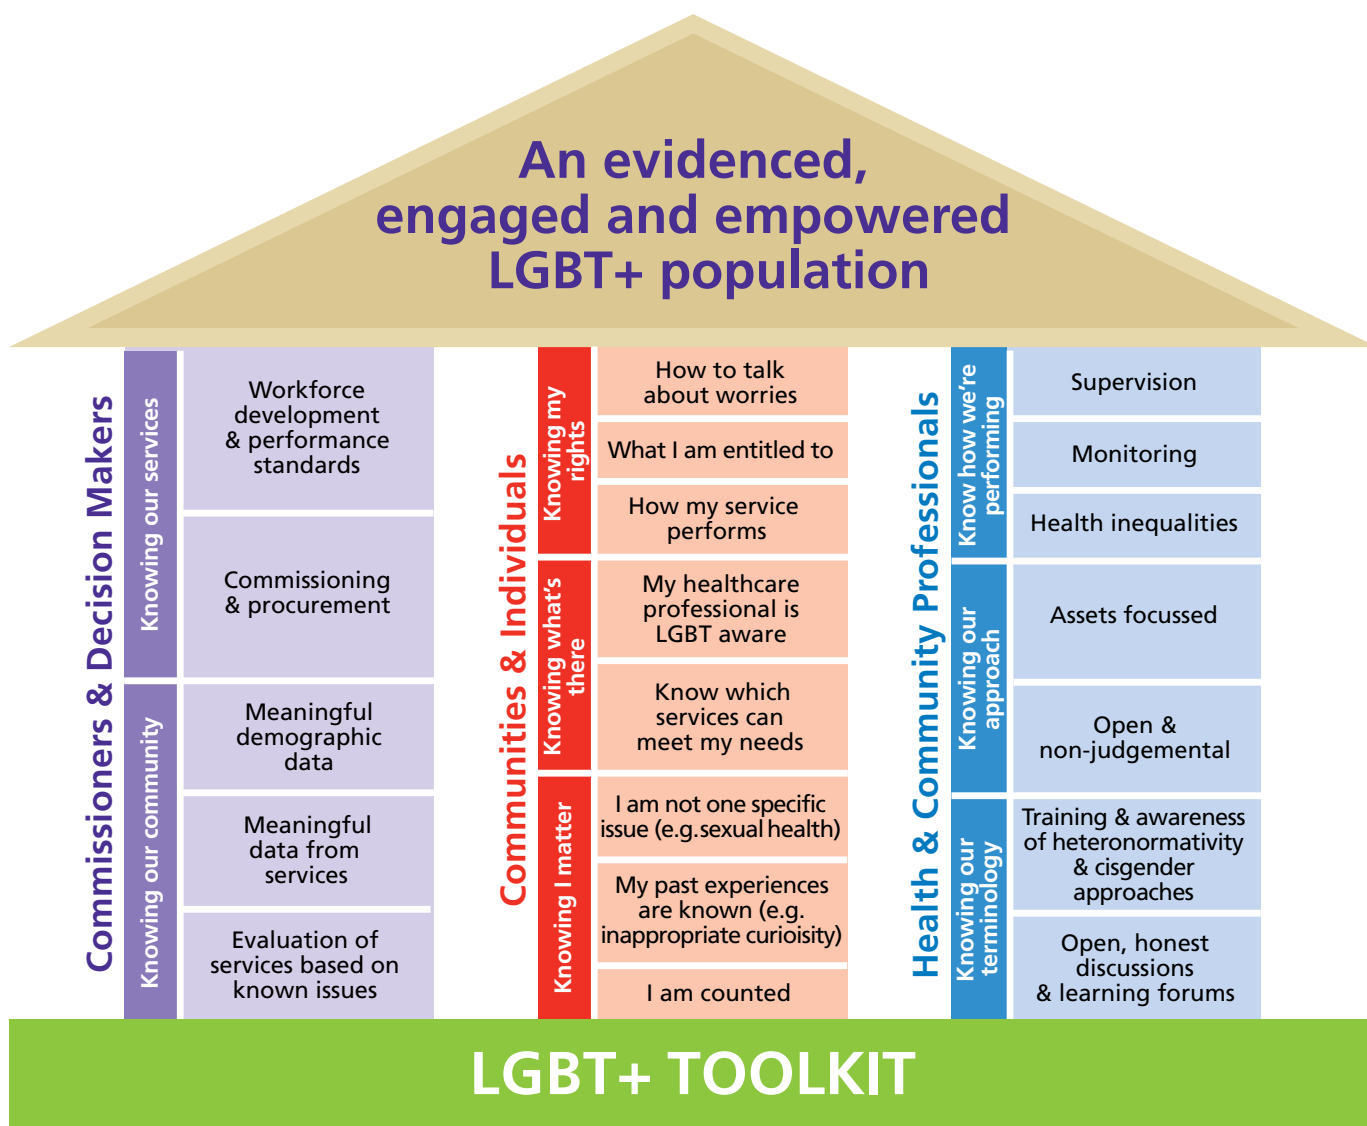 An evidenced,
engaged and empowered
LGBT+ population
Commissioners & Decision Makers
Knowing our services
Workforce
development
& performance
standards
Commissioning
& procurement
Knowing our community
Meaningful
demographic
data
Meaningful
data from
services
Evaluation of
services based on
known issues
Communities & Individuals
Knowing my
rights
How to talk
about worries
What I am entitled to
How my service
performs
Knowing what's
there
My healthcare
professional is
LGBT aware
Know which
services can
meet my needs
Knowing I matter
I am not one specific
issue (e.g. sexual health)
My past experiences
are known (e.g.
inappropriate curioisity)
I am counted
Health & Community Professionals
Know how we're
performing
Supervision
Monitoring
Health inequalities
Knowing our
approach
Assets focussed
Open &
non-judgemental
Knowing our
terminology
Training & awareness
of heteronormativity
& cisgender
approaches
Open, honest
discussions
& learning forums
LGBT+ TOOLKIT